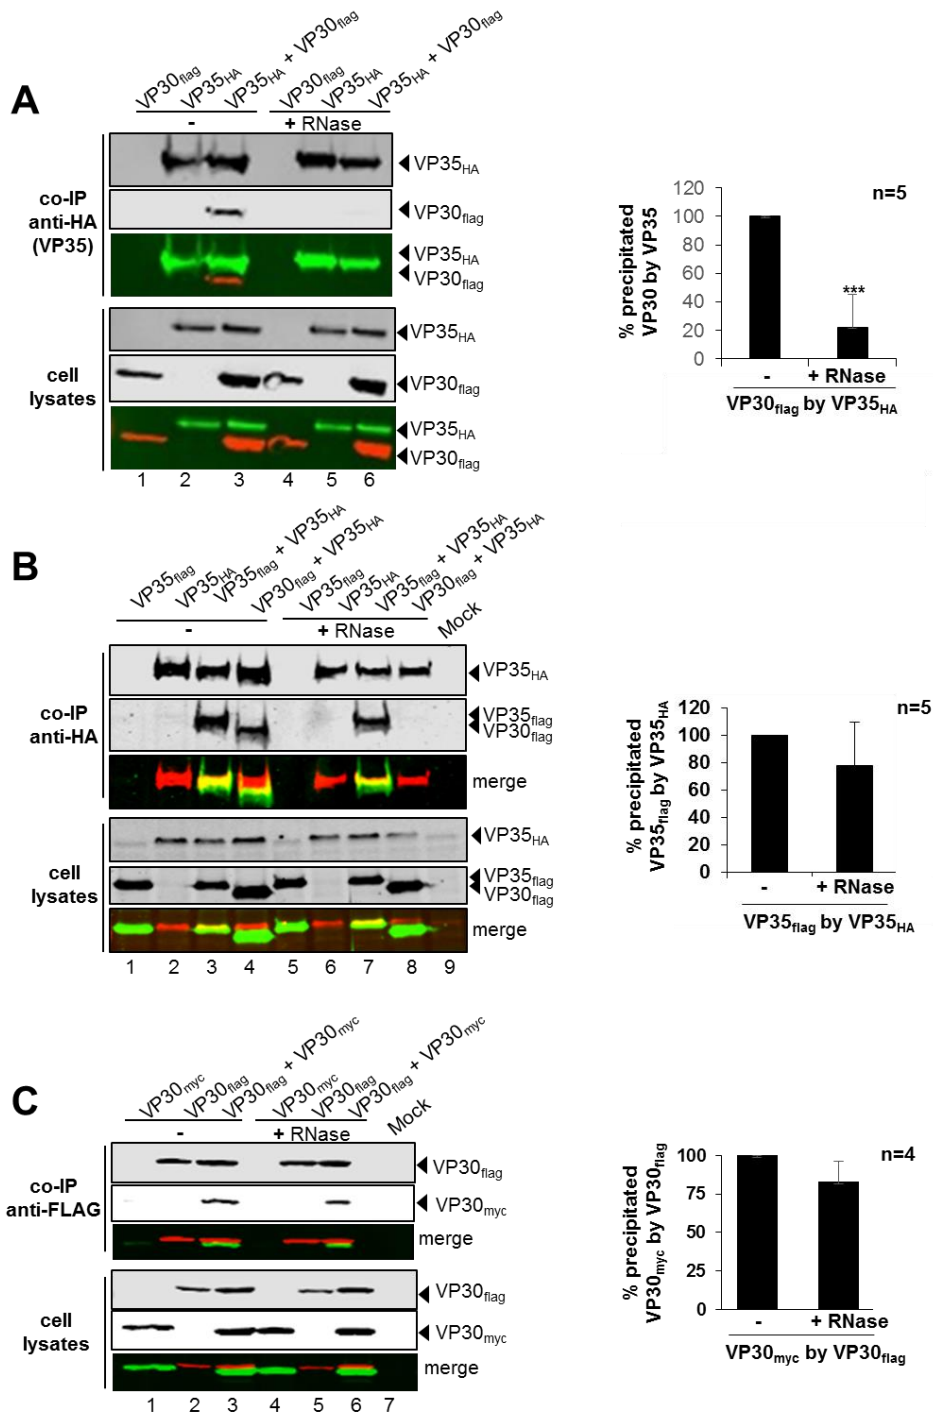 A
VP30flag
VP35HA
VP35HA + VP30flag
VP30flag
VP35HA
VP35HA + VP30flag
-
+ RNase
co-IP
anti-HA
(VP35)
VP35HA
VP30flag
VP35HA
VP30flag
cell
lysates
VP35HA
VP30flag
VP35HA
VP30flag
1 2 3 4 5 6
% precipitated
VP30 by VP35
120
100
80
60
40
20
0
n=5
***
- + RNase
VP30flag by VP35HA
B
VP35flag
VP35HA
VP35flag + VP35HA
VP30flag + VP35HA
VP35flag
VP35HA
VP35flag + VP35HA
VP30flag + VP35HA
Mock
-
+ RNase
co-IP
anti-HA
VP35HA
VP35flag
VP30flag
merge
cell
lysates
VP35HA
VP35flag
VP30flag
merge
1 2 3 4 5 6 7 8 9
% precipitated
VP35flag by VP35HA
120
100
80
60
40
20
0
n=5
- + RNase
VP35flag by VP35HA
C
VP30myc
VP30flag
VP30flag + VP30myc
VP30myc
VP30flag
VP30flag + VP30myc
Mock
-
+ RNase
co-IP
anti-FLAG
VP30flag
VP30myc
merge
cell
lysates
VP30flag
VP30myc
merge
1 2 3 4 5 6 7
% precipitated
VP30myc by VP30flag
100
75
50
25
0
n=4
- + RNase
VP30myc by VP30flag